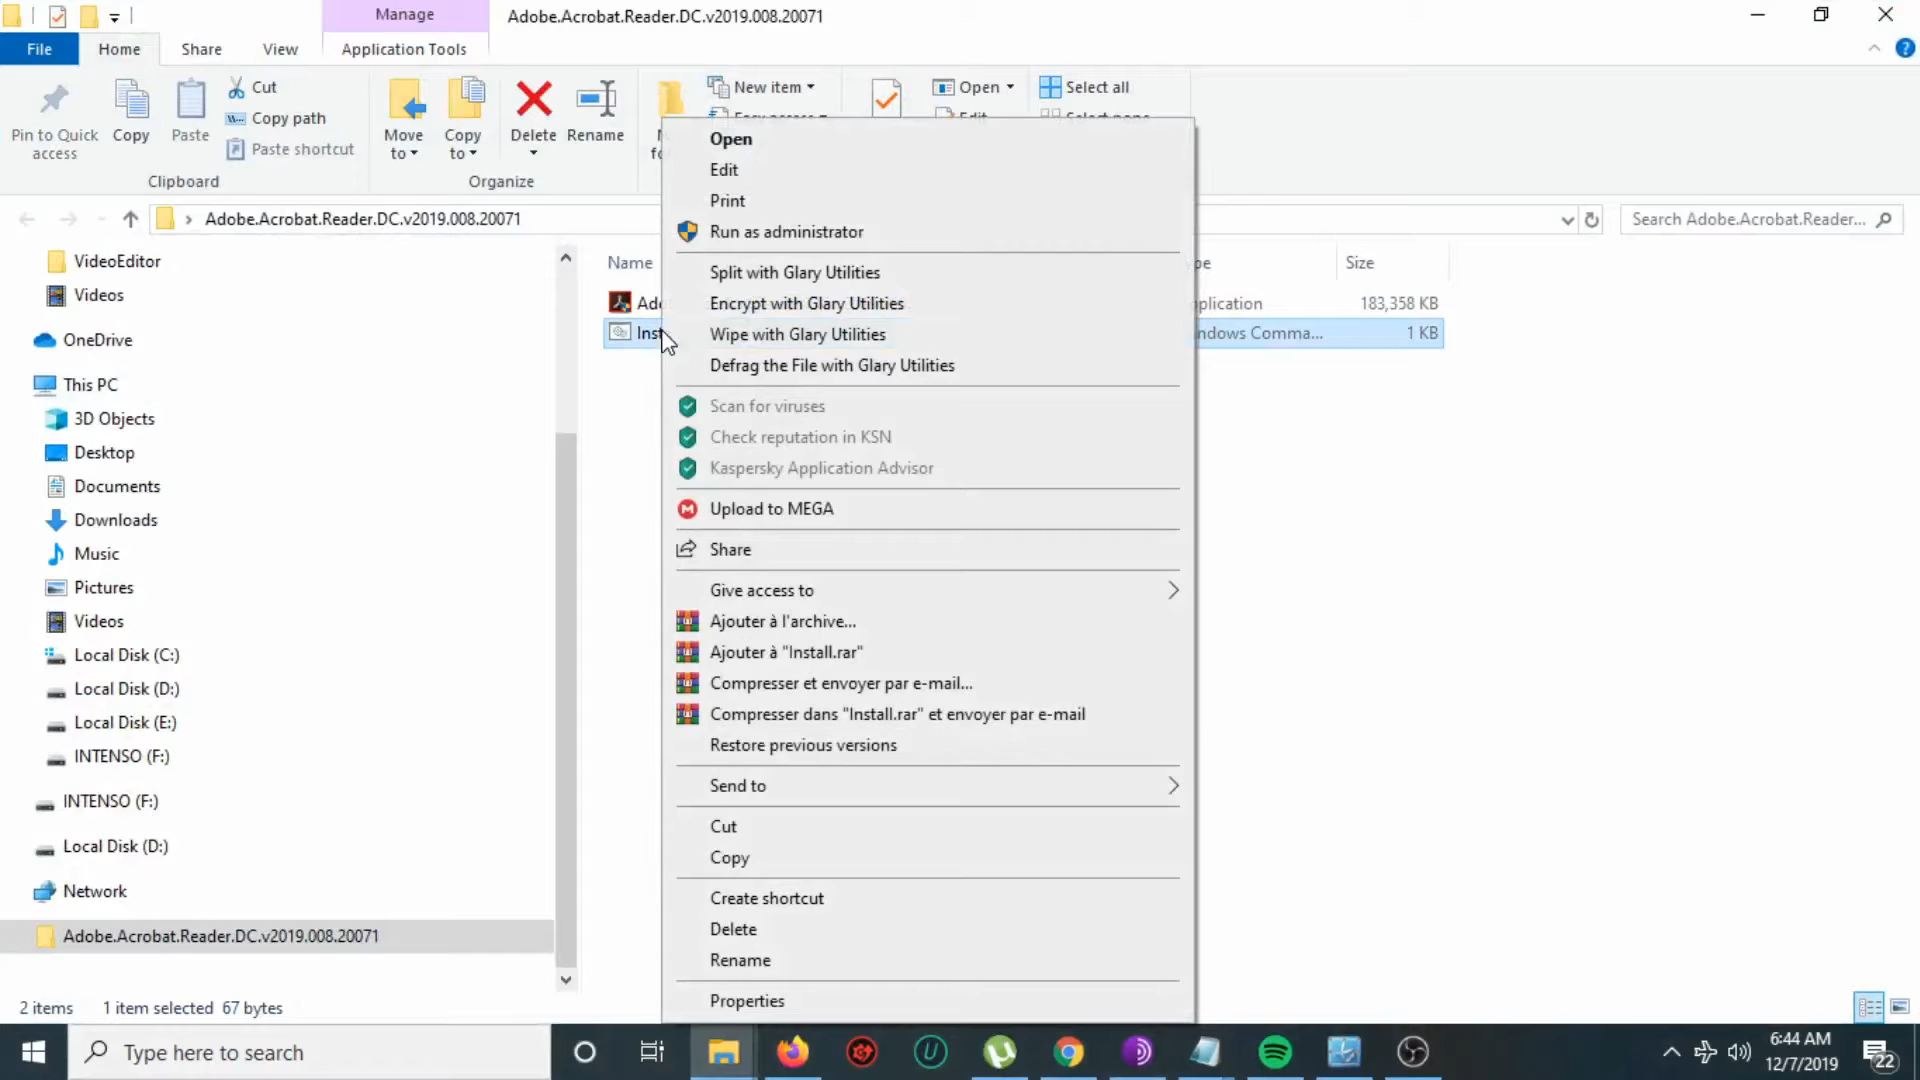 Manage
Adobe.Acrobat.Reader.DC.v2019.008.20071
File
Home
Share
View
Application Tools
Pin to Quick access
Copy
Paste
Cut
Copy path
Paste shortcut
Move to
Copy to
Delete
Rename
New item
Open
Select all
Clipboard
Organize
Adobe.Acrobat.Reader.DC.v2019.008.20071
Search Adobe.Acrobat.Reader...
VideoEditor
Videos
OneDrive
This PC
3D Objects
Desktop
Documents
Downloads
Music
Pictures
Videos
Local Disk (C:)
Local Disk (D:)
Local Disk (E:)
INTENSO (F:)
INTENSO (F:)
Local Disk (D:)
Network
Adobe.Acrobat.Reader.DC.v2019.008.20071
Name
Size
183,358 KB
1 KB
Open
Edit
Print
Run as administrator
Split with Glary Utilities
Encrypt with Glary Utilities
Wipe with Glary Utilities
Defrag the File with Glary Utilities
Scan for viruses
Check reputation in KSN
Kaspersky Application Advisor
Upload to MEGA
Share
Give access to
Ajouter à l'archive...
Ajouter à "Install.rar"
Compresser et envoyer par e-mail...
Compresser dans "Install.rar" et envoyer par e-mail
Restore previous versions
Send to
Cut
Copy
Create shortcut
Delete
Rename
Properties
2 items 1 item selected 67 bytes
Type here to search
6:44 AM
12/7/2019
22